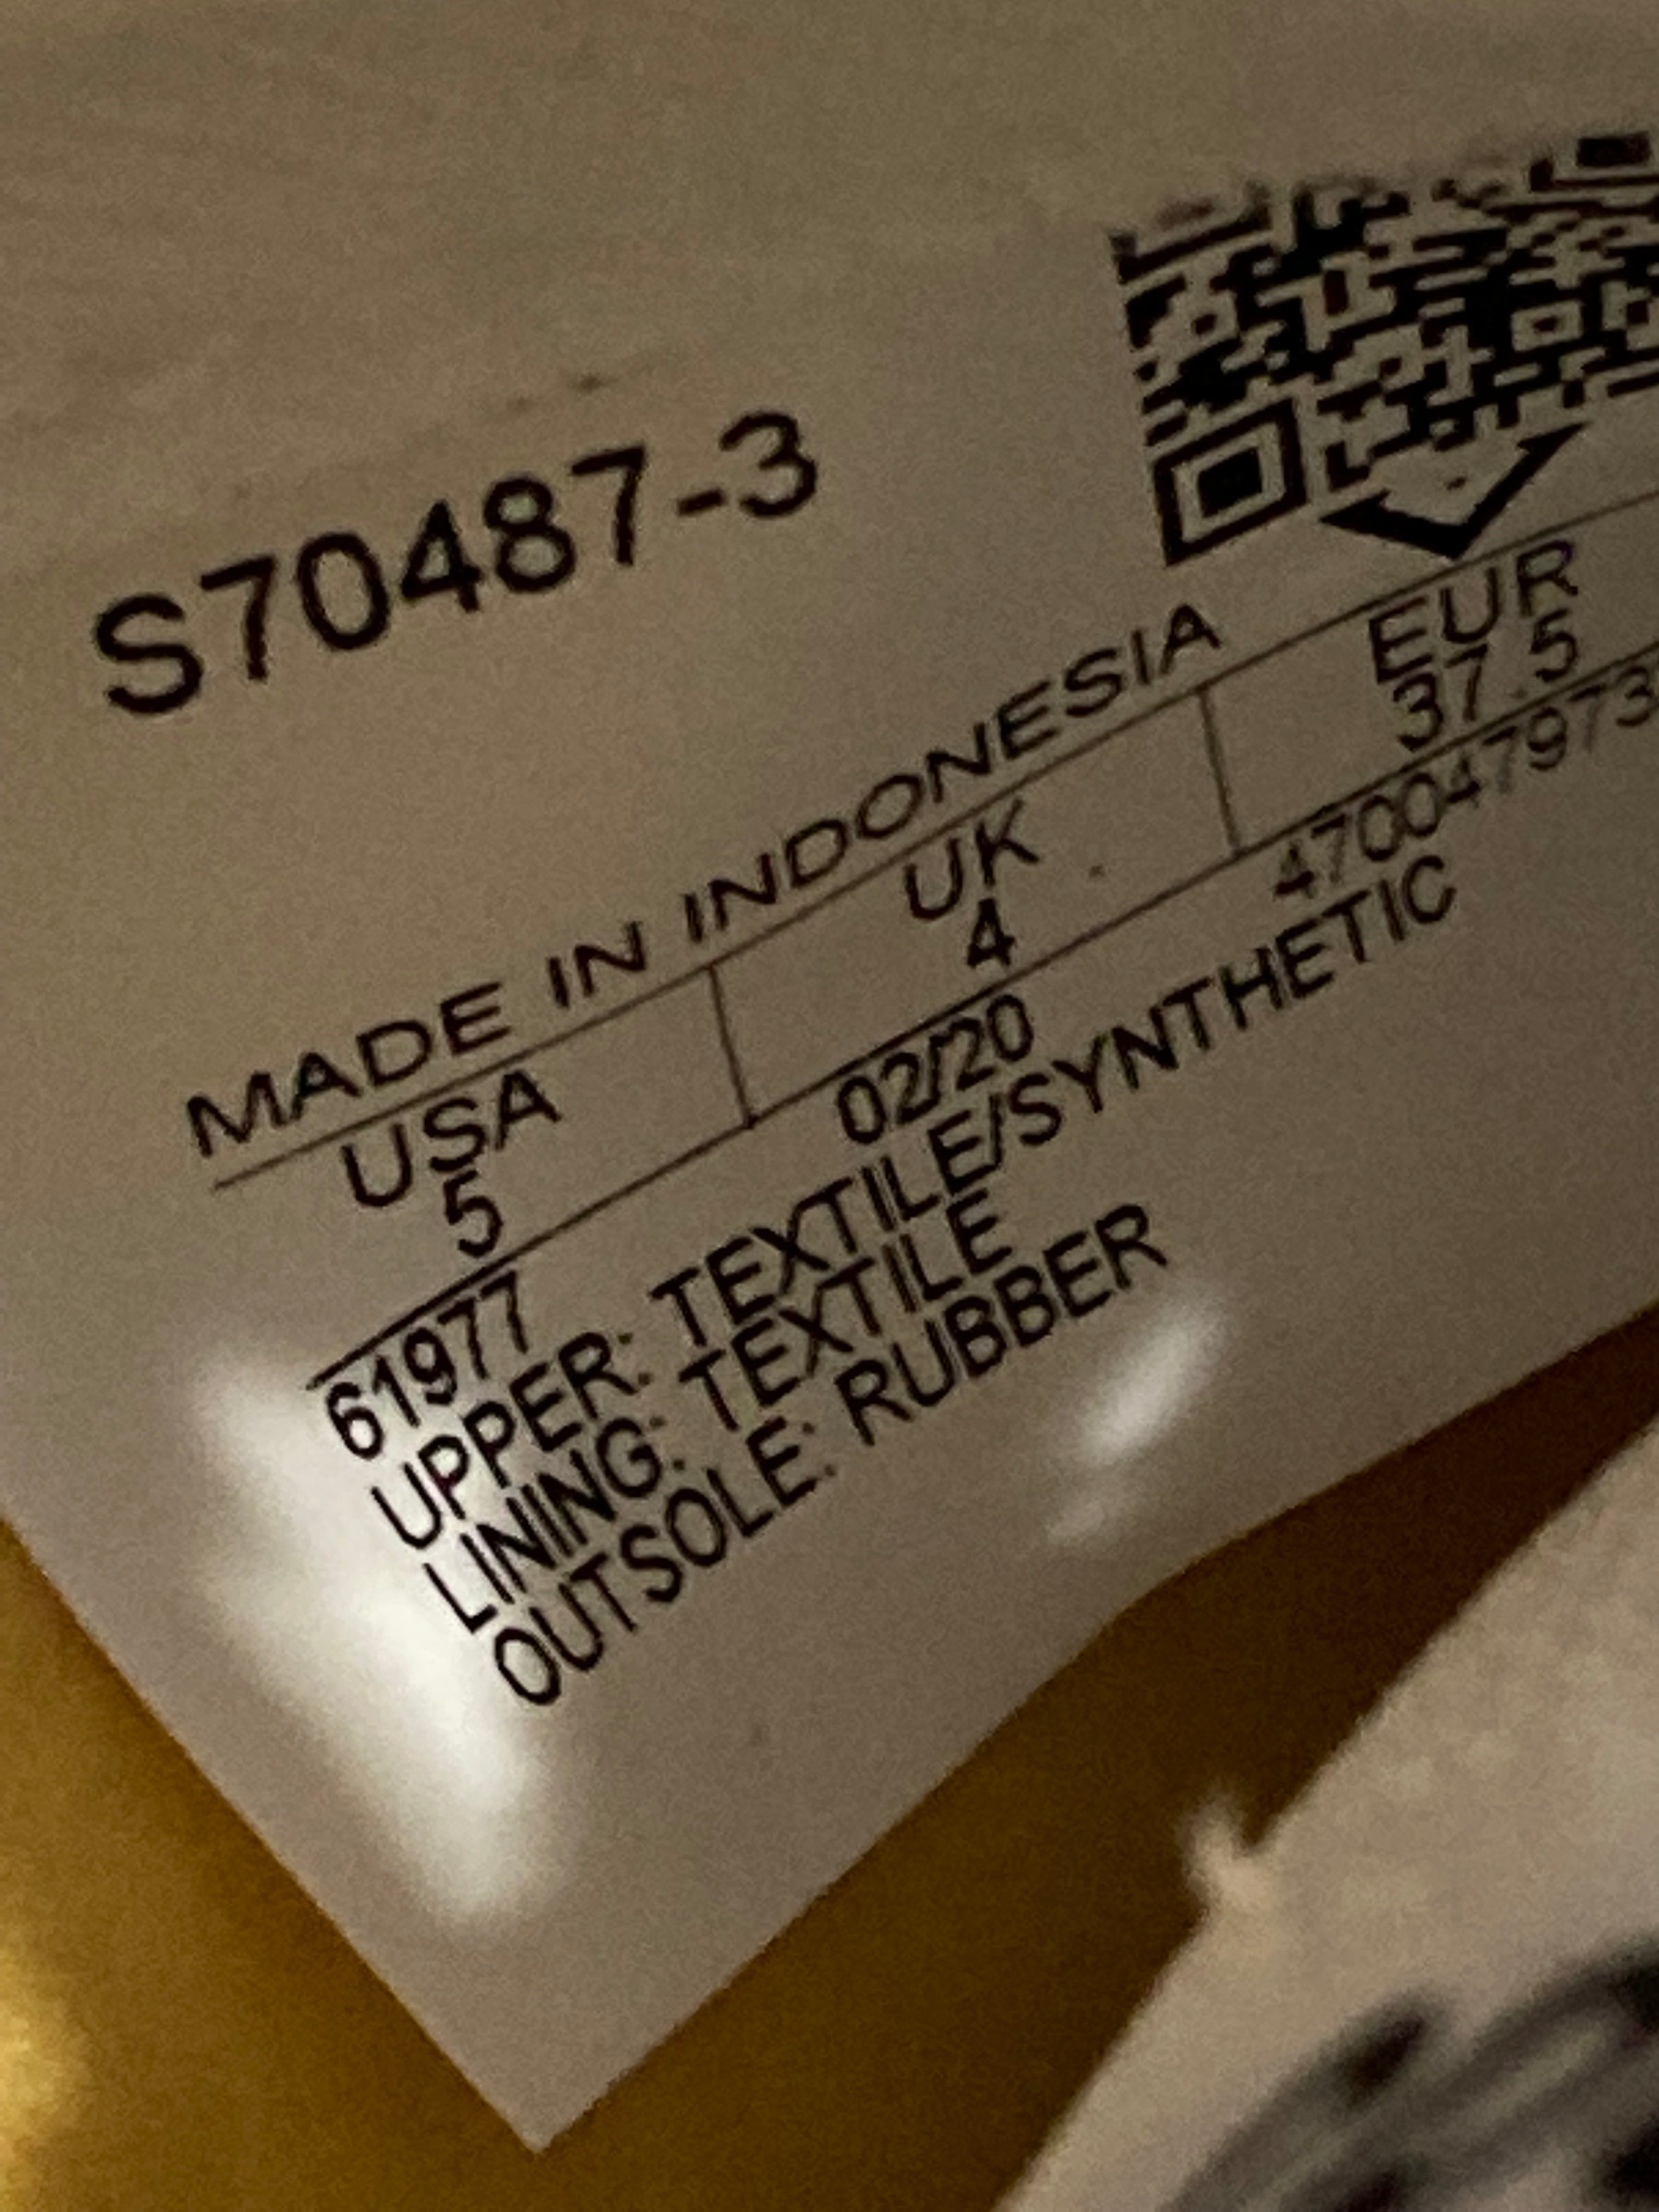 S70487-3
MADE IN INDONESIA
USA UK EUR
5 4 37.5
61977 02/20 470047973
UPPER: TEXTILE/SYNTHETIC
LINING: TEXTILE
OUTSOLE: RUBBER